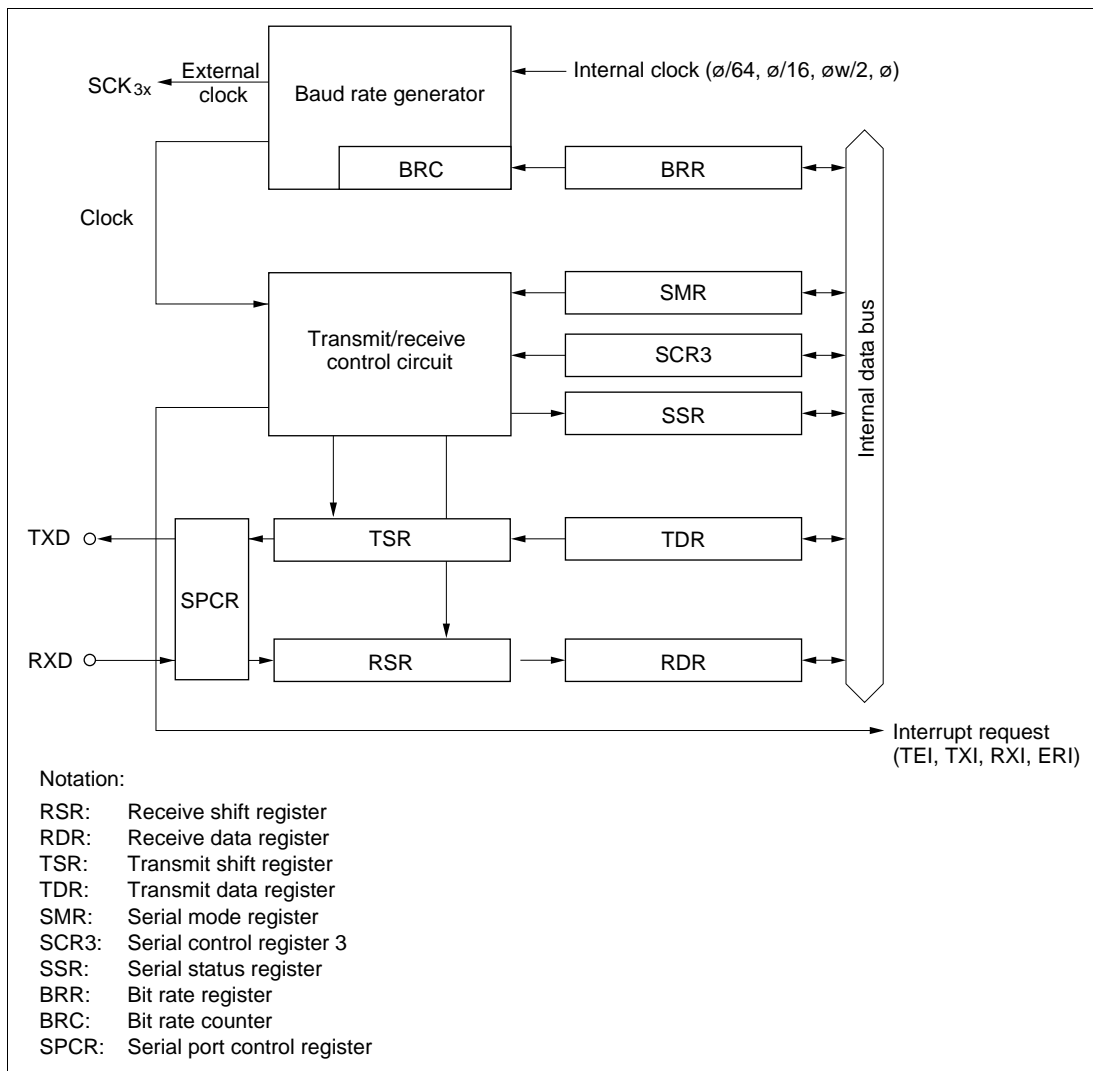 SCK3x
External
clock
Internal clock (ø/64, ø/16, øw/2, ø)
Baud rate generator
BRC
BRR
Clock
SMR
Transmit/receive
control circuit
SCR3
SSR
Internal data bus
TXD
TSR
TDR
SPCR
RXD
RSR
RDR
Interrupt request
(TEI, TXI, RXI, ERI)
Notation:
RSR: Receive shift register
RDR: Receive data register
TSR: Transmit shift register
TDR: Transmit data register
SMR: Serial mode register
SCR3: Serial control register 3
SSR: Serial status register
BRR: Bit rate register
BRC: Bit rate counter
SPCR: Serial port control register